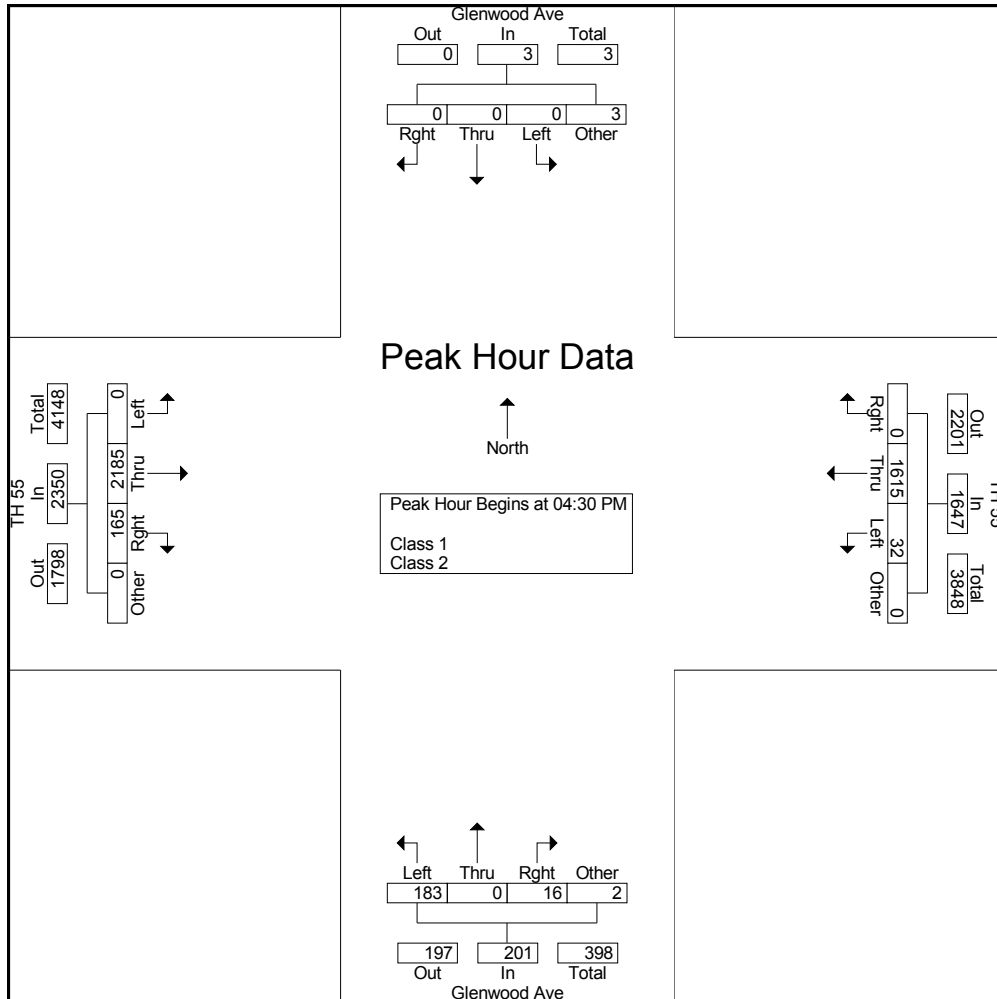 Glenwood Ave
Out In Total
0 3 3
0 0 0 3
Rght Thru Left Other
Peak Hour Data
North
Peak Hour Begins at 04:30 PM
Class 1
Class 2
TH 55
Total In Out
4148 2350 1798
0 2185 165 0
Left Thru Rght Other
Rght Thru Left Other
0 1615 32 0
Out In Total
2201 1647 3848
Left Thru Rght Other
183 0 16 2
197 201 398
Out In Total
Glenwood Ave